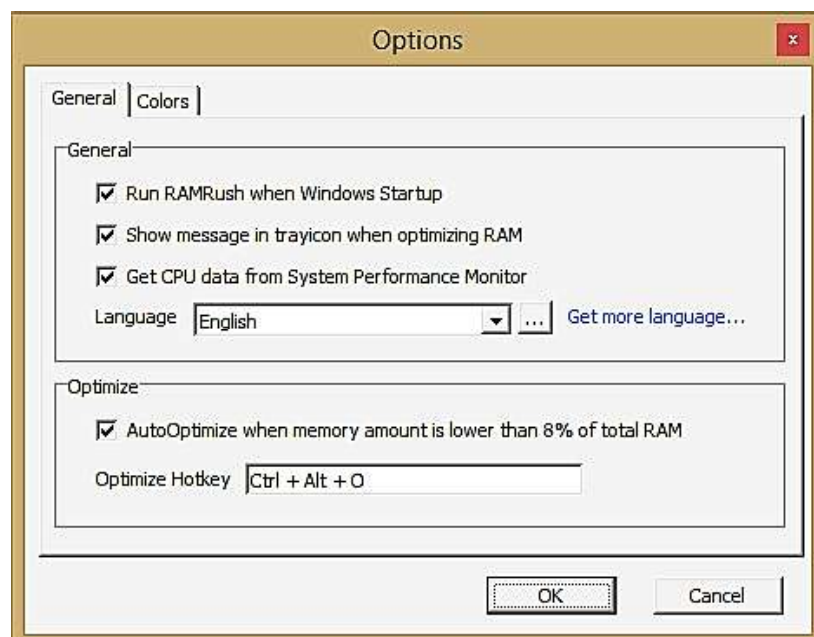 Options
x
General Colors
General
Run RAMRush when Windows Startup
Show message in trayicon when optimizing RAM
Get CPU data from System Performance Monitor
Language English ... Get more language...
Optimize
AutoOptimize when memory amount is lower than 8% of total RAM
Optimize Hotkey Ctrl + Alt + O
OK Cancel